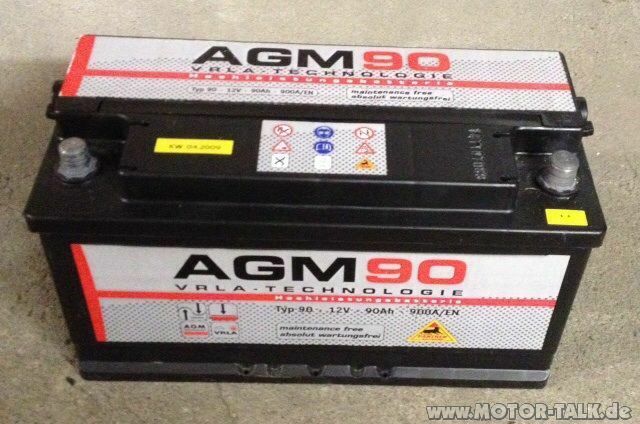 AGM90
VRLA-TECHNOLOGIE
Hochleistungsbatterie
Typ 90 - 12V - 90Ah - 900A/EN
maintenance free
absolut wartungsfrei
KW 04.2009
AGM90
VRLA-TECHNOLOGIE
Hochleistungsbatterie
Typ 90 - 12V - 90Ah - 900A/EN
maintenance free
absolut wartungsfrei
AGM
VRLA
www.MOTOR-TALK.de